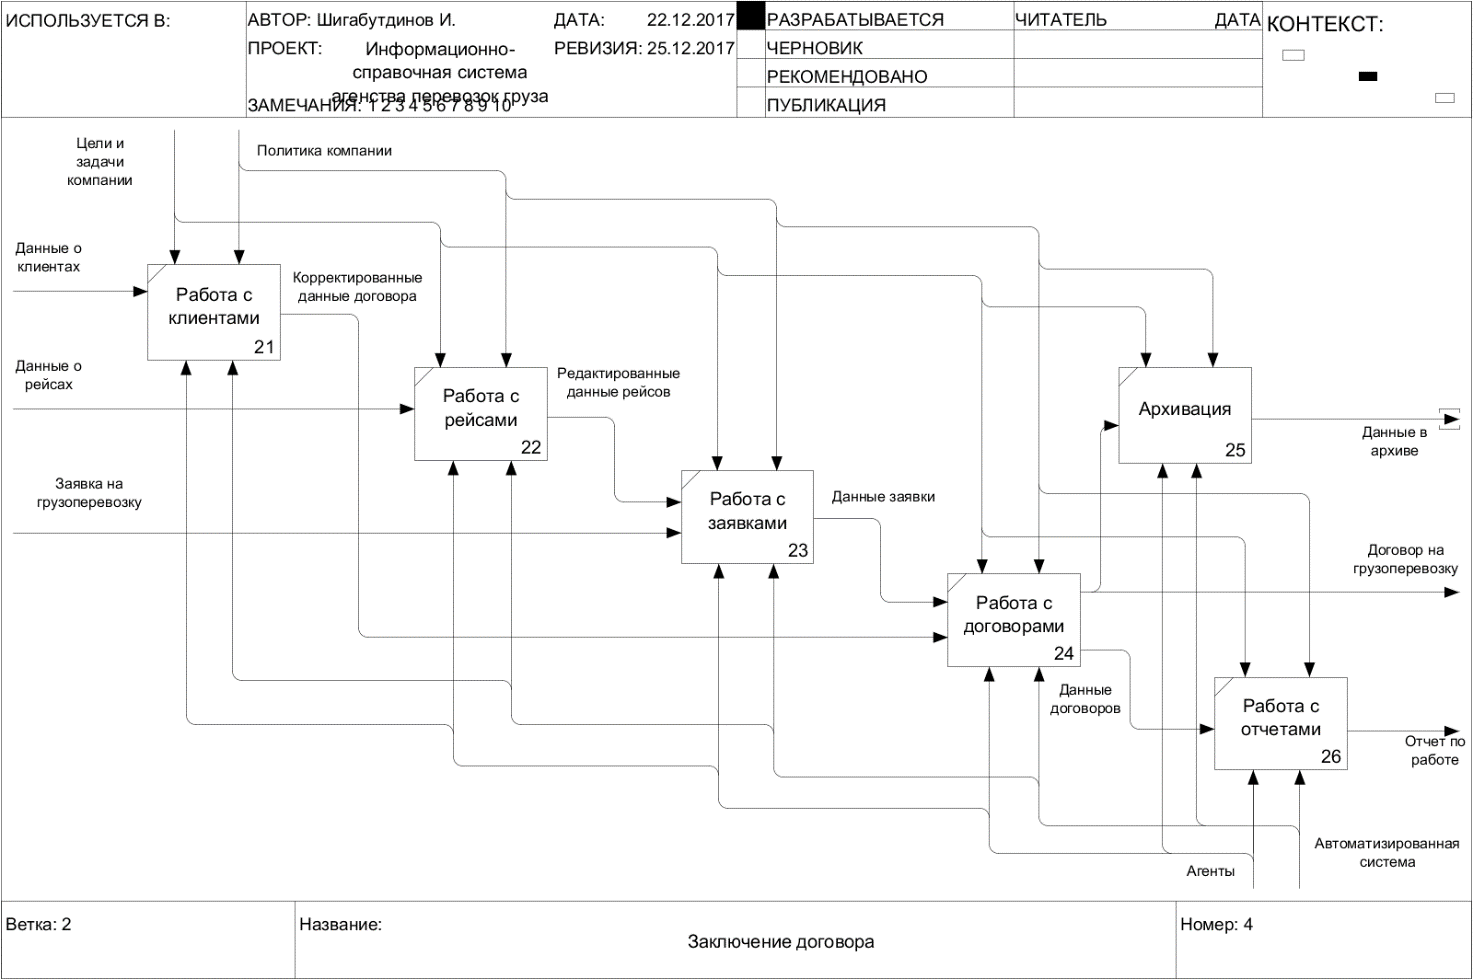 ИСПОЛЬЗУЕТСЯ В:
АВТОР: Шигабутдинов И.
ДАТА: 22.12.2017
ПРОЕКТ: Информационно-
справочная система
агенства перевозок груза
РЕВИЗИЯ: 25.12.2017
ЗАМЕЧАНИЯ: 1 2 3 4 5 6 7 8 9 10
РАЗРАБАТЫВАЕТСЯ
ЧЕРНОВИК
РЕКОМЕНДОВАНО
ПУБЛИКАЦИЯ
ЧИТАТЕЛЬ
ДАТА
КОНТЕКСТ:
Цели и
задачи
компании
Политика компании
Данные о
клиентах
Работа с
клиентами
21
Корректированные
данные договора
Данные о
рейсах
Работа с
рейсами
22
Редактированные
данные рейсов
Заявка на
грузоперевозку
Работа с
заявками
23
Данные заявки
Архивация
25
Данные в
архиве
Работа с
договорами
24
Договор на
грузоперевозку
Данные
договоров
Работа с
отчетами
26
Отчет по
работе
Агенты
Автоматизированная
система
Ветка: 2
Название:
Заключение договора
Номер: 4